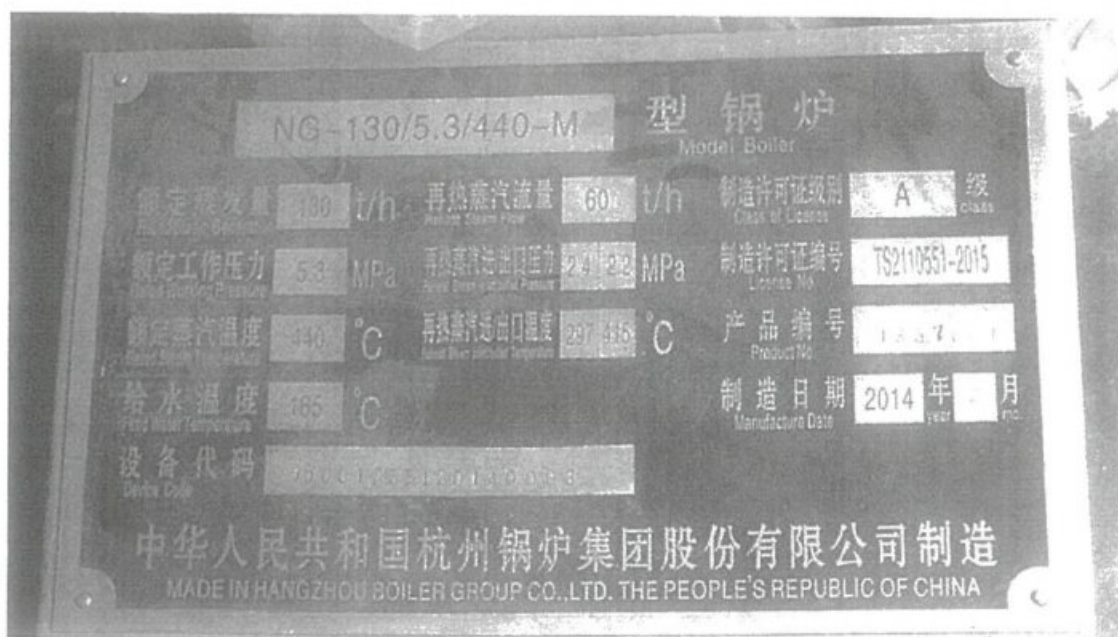 NG-130/5.3/440-M 型锅炉
Model Boiler
额定蒸发量 130 t/h 再热蒸汽流量 60 t/h 制造许可证级别 A 级
Class of License class
额定工作压力 5.3 MPa 再热蒸汽进出口压力 2.4 2.2 MPa 制造许可证编号 TS2110551-2015
License No
额定蒸汽温度 440 °C 再热蒸汽进出口温度 °C 产品编号
Product No
给水温度 165 °C 制造日期 2014 年 月
Feed Water Temperature Manufacture Date year mo.
设备代码
Device Code
中华人民共和国杭州锅炉集团股份有限公司制造
MADE IN HANGZHOU BOILER GROUP CO.,LTD. THE PEOPLE'S REPUBLIC OF CHINA